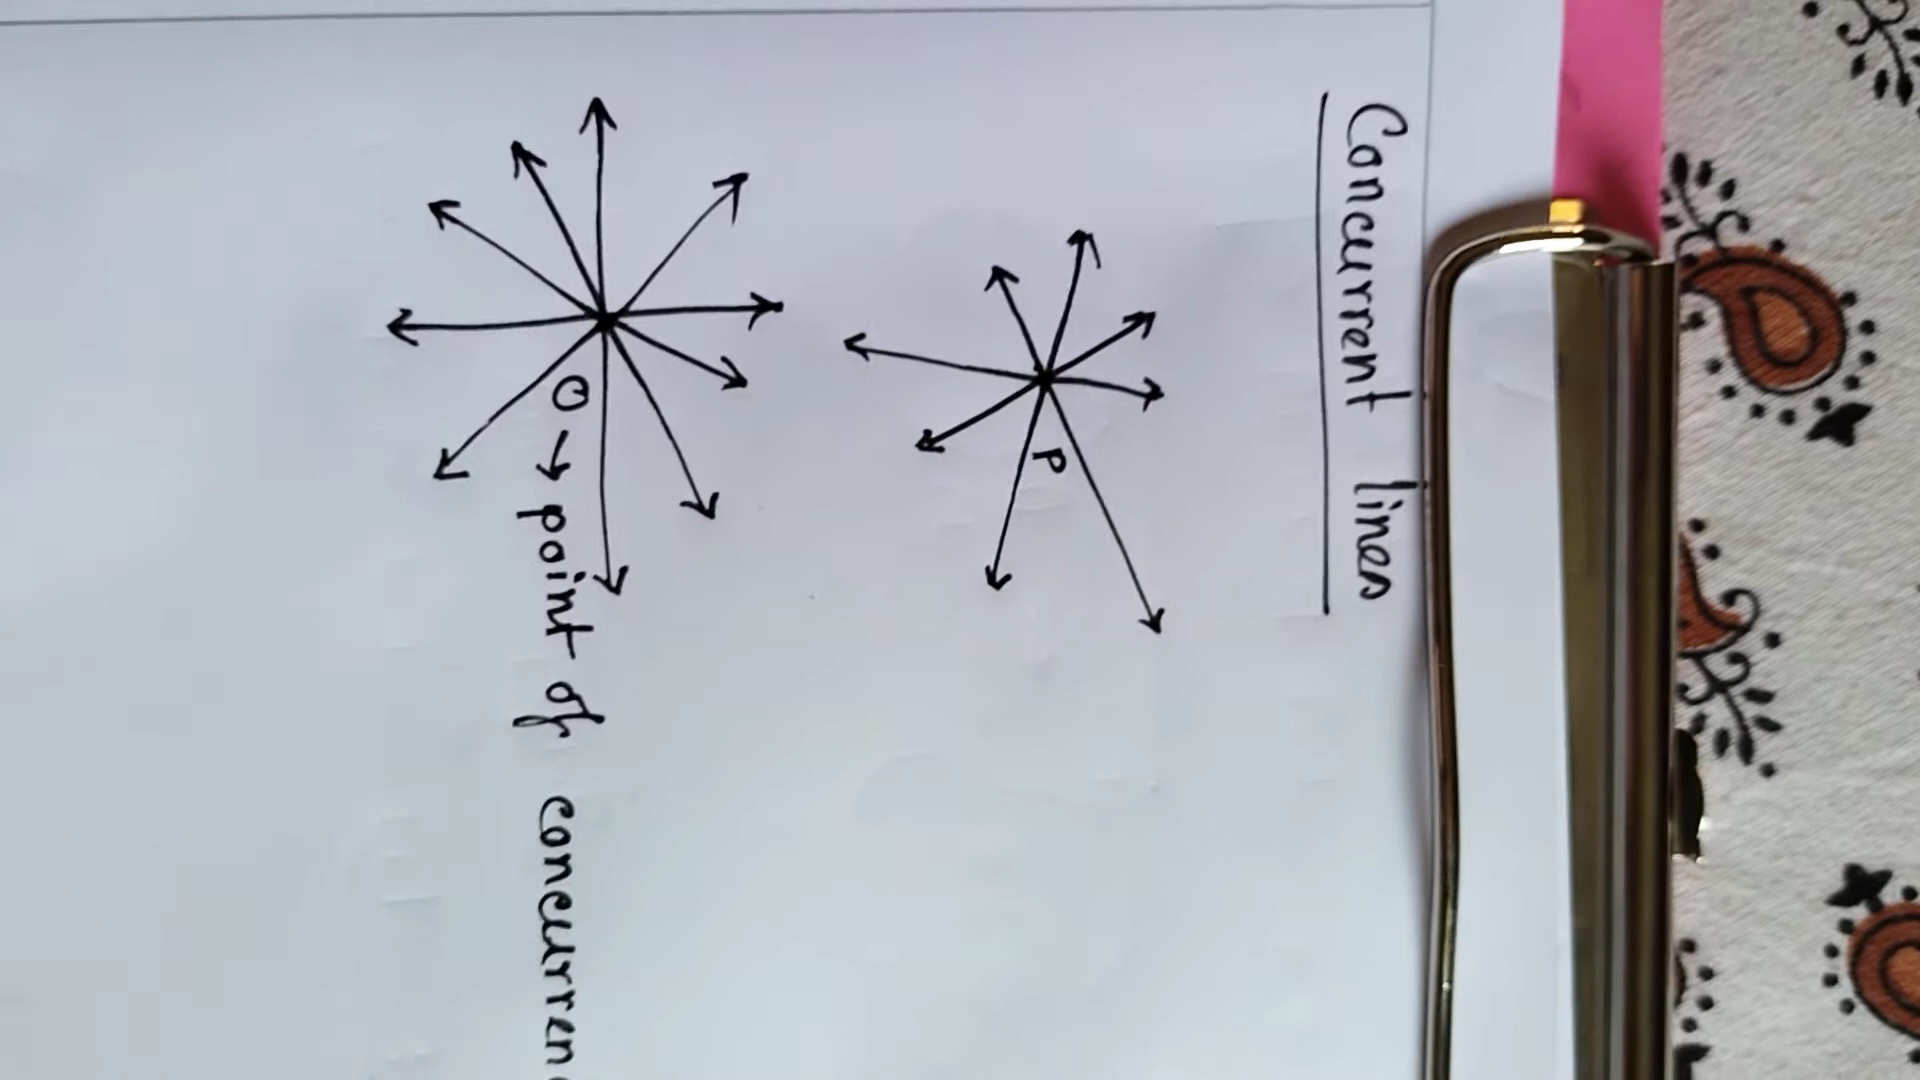 Concurrent lines
P
O → point of concurren